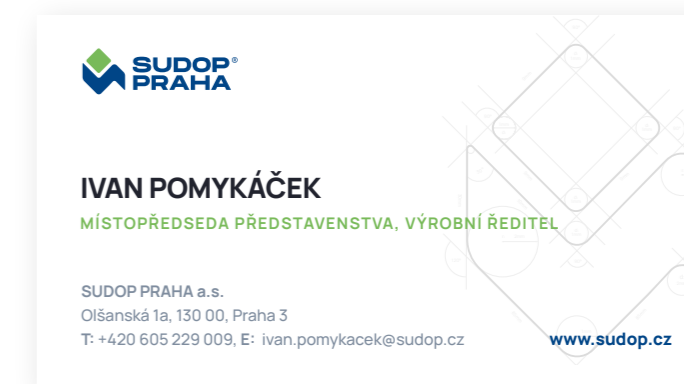 SUDOP®
PRAHA
IVAN POMYKÁČEK
MÍSTOPŘEDSEDA PŘEDSTAVENSTVA, VÝROBNÍ ŘEDITEL
SUDOP PRAHA a.s.
Olšanská 1a, 130 00, Praha 3
T: +420 605 229 009, E: ivan.pomykacek@sudop.cz
www.sudop.cz